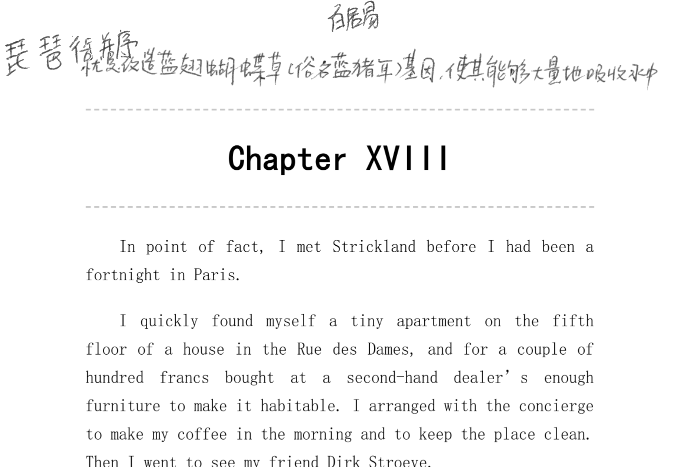 白居易
琵琶行并序
就是改造蓝翅蝴蝶草(俗名蓝猪耳)基因,使其能够大量地吸收水中
Chapter XVIII
In point of fact, I met Strickland before I had been a
fortnight in Paris.
I quickly found myself a tiny apartment on the fifth
floor of a house in the Rue des Dames, and for a couple of
hundred francs bought at a second-hand dealer's enough
furniture to make it habitable. I arranged with the concierge
to make my coffee in the morning and to keep the place clean.
Then I went to see my friend Dirk Stroeve.